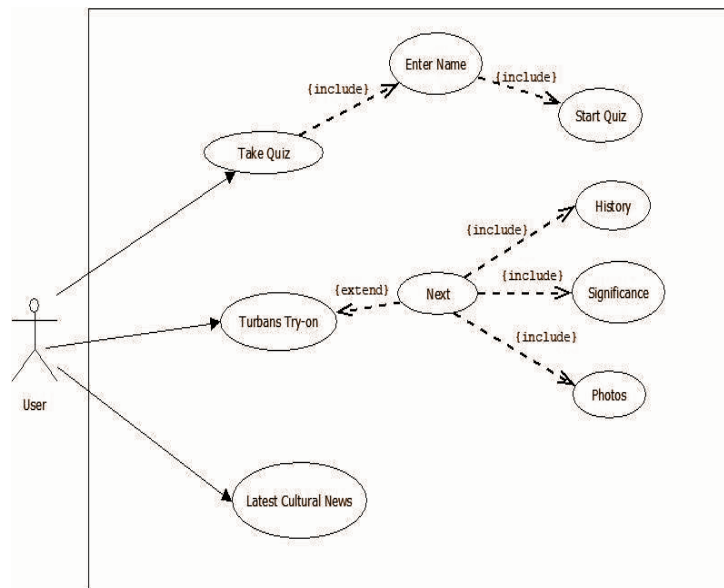 Enter Name
{include}
{include}
Start Quiz
Take Quiz
History
{include}
{extend}
{include}
Next
Significance
Turbans Try-on
{include}
Photos
User
Latest Cultural News